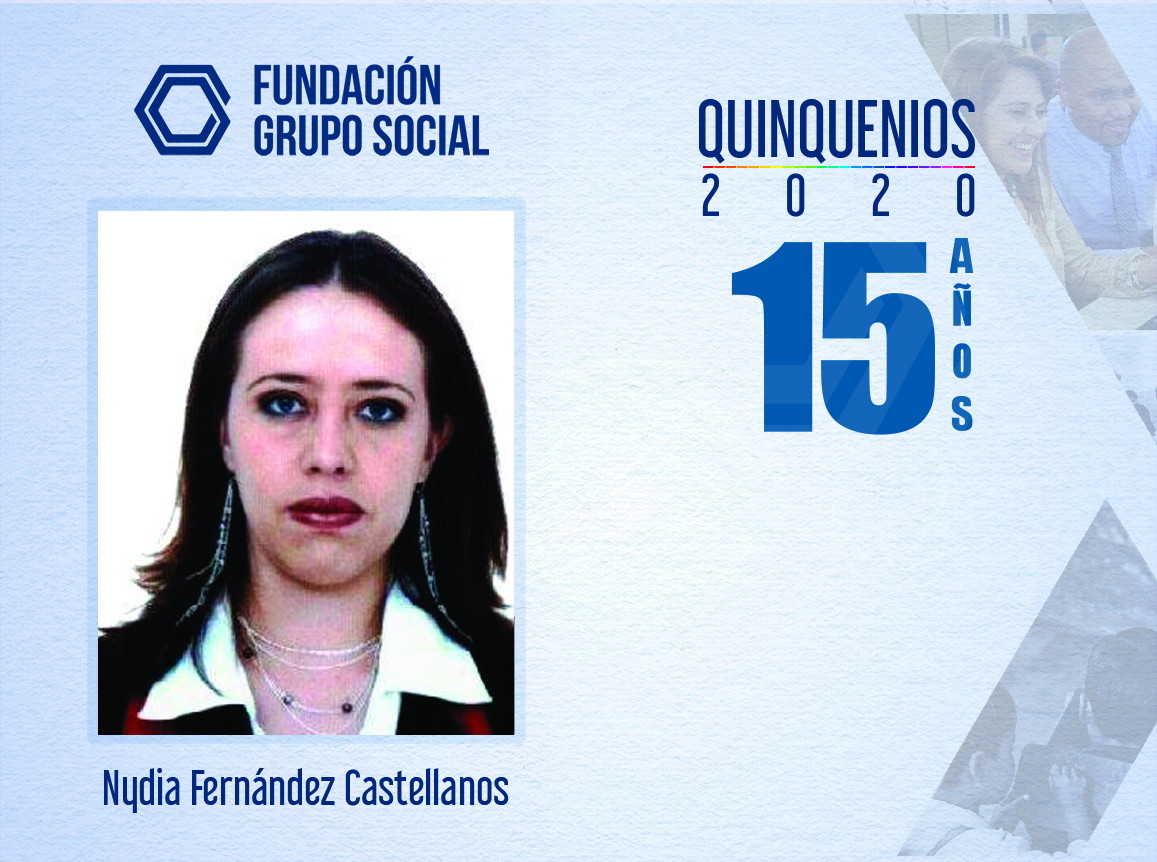 FUNDACIÓN
GRUPO SOCIAL
QUINQUENIOS
2020
15
AÑOS
Nydia Fernández Castellanos